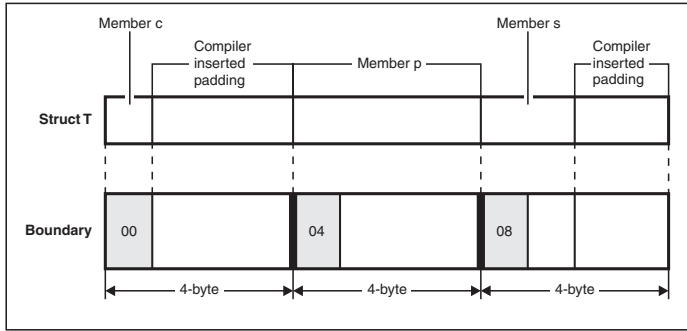 Member c
Member s
Compiler
inserted
padding
Member p
Compiler
inserted
padding
Struct T
Boundary
00
04
08
4-byte
4-byte
4-byte